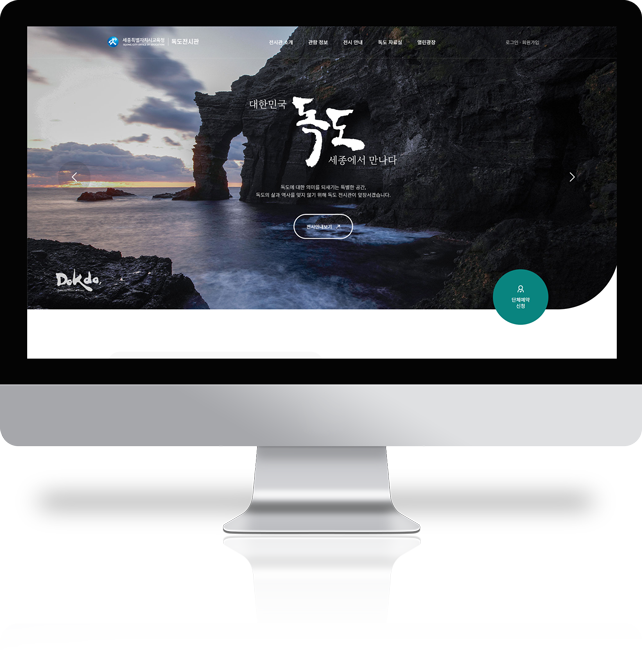 세종특별자치시교육청 독도전시관
전시관 소개 관람 정보 전시 안내 독도 자료실 열린광장
로그인 · 회원가입
대한민국
독도
세종에서 만나다
독도에 대한 의미를 되새기는 특별한 공간,
독도의 삶과 역사를 잊지 않기 위해 독도 전시관이 앞장서겠습니다.
전시안내보기
Dokdo,
단체예약
신청